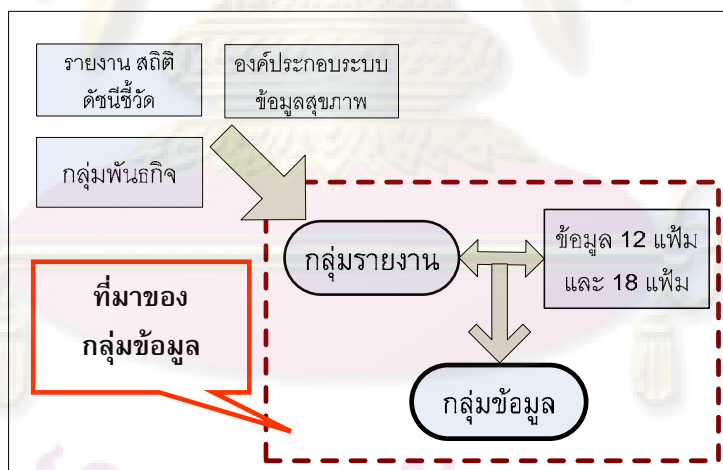 รายงาน สถิติ
ดัชนีชี้วัด
องค์ประกอบระบบ
ข้อมูลสุขภาพ
กลุ่มพันธกิจ
กลุ่มรายงาน
ข้อมูล 12 แฟ้ม
และ 18 แฟ้ม
ที่มาของ
กลุ่มข้อมูล
กลุ่มข้อมูล